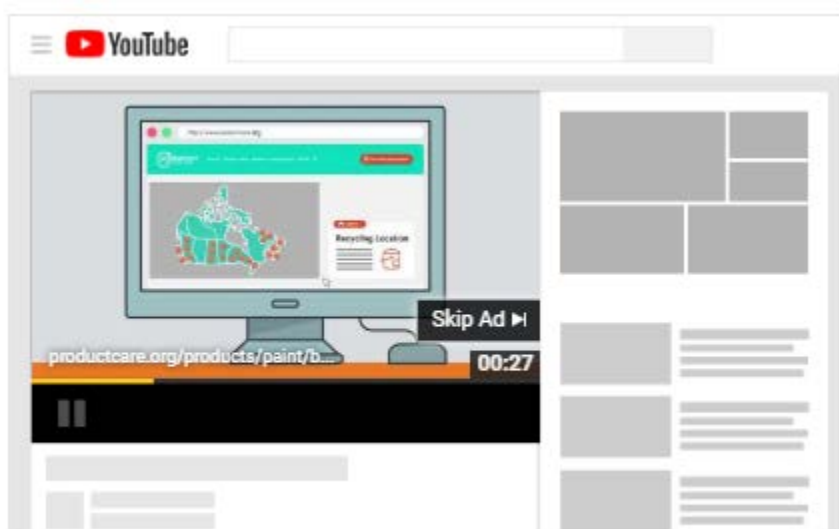 YouTube
Recycling Location
Skip Ad
productcare.org/products/paint/b...
00:27